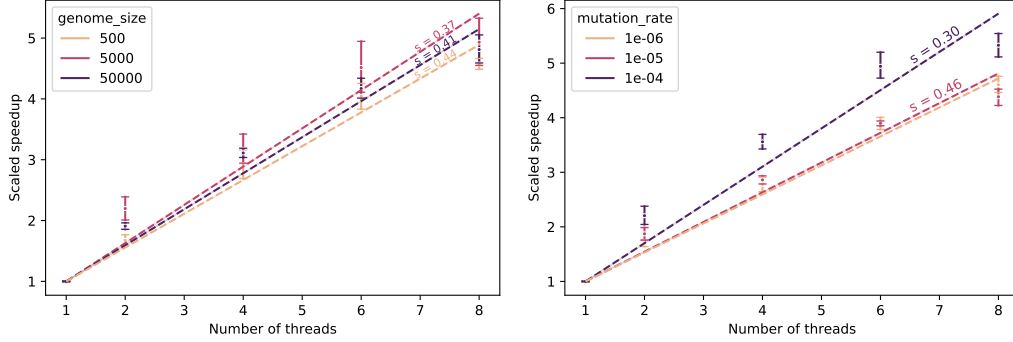 genome_size
500
5000
50000
s = 0.37
s = 0.41
s = 0.44
5
4
3
2
1
Scaled speedup
1 2 3 4 5 6 7 8
Number of threads
mutation_rate
1e-06
1e-05
1e-04
s = 0.30
s = 0.46
6
5
4
3
2
1
Scaled speedup
1 2 3 4 5 6 7 8
Number of threads